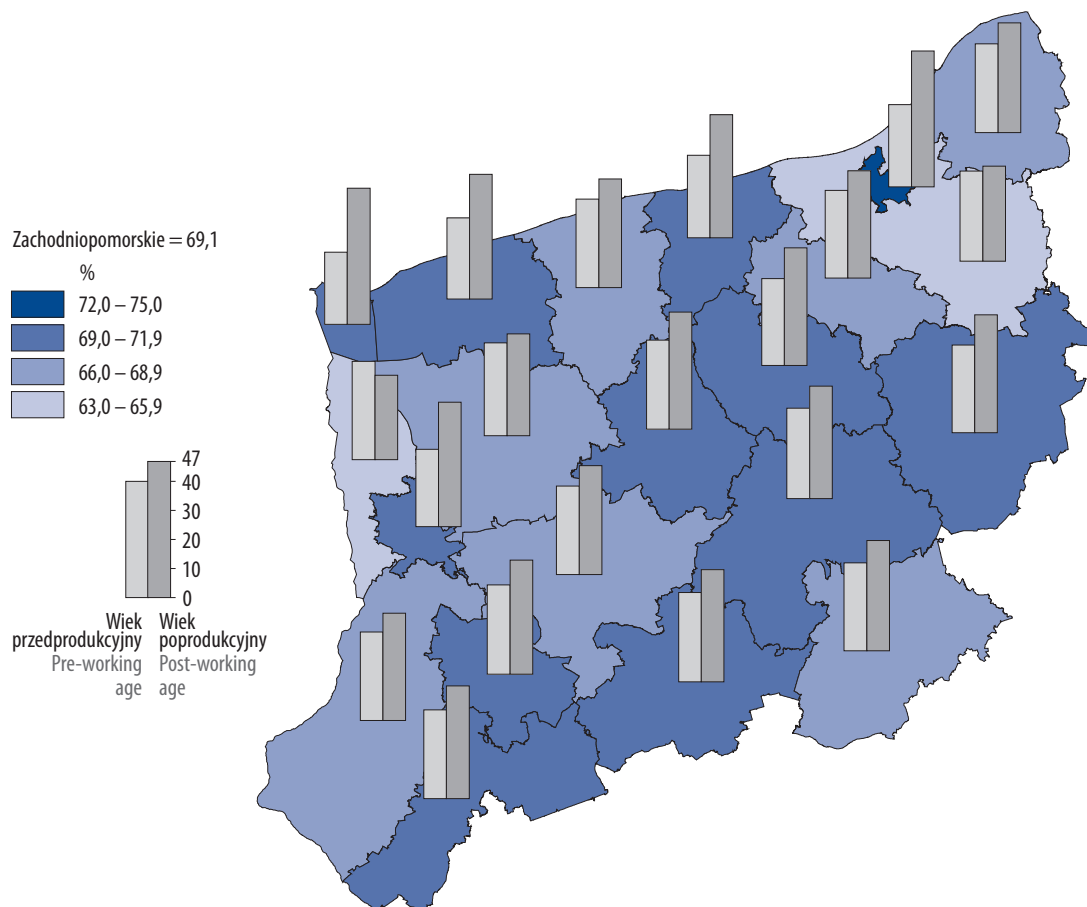 Zachodniopomorskie = 69,1
%
72,0 – 75,0
69,0 – 71,9
66,0 – 68,9
63,0 – 65,9
47
40
30
20
10
0
Wiek przedprodukcyjny
Pre-working age
Wiek poprodukcyjny
Post-working age